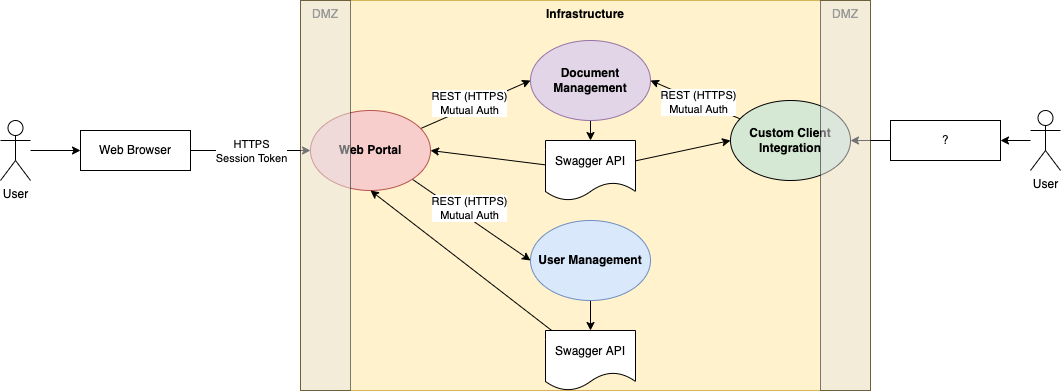 DMZ
Infrastructure
DMZ
Document
Management
REST (HTTPS)
Mutual Auth
REST (HTTPS)
Mutual Auth
User
Web Browser
HTTPS
Session Token
Web Portal
Swagger API
Custom Client
Integration
?
User
REST (HTTPS)
Mutual Auth
User Management
Swagger API